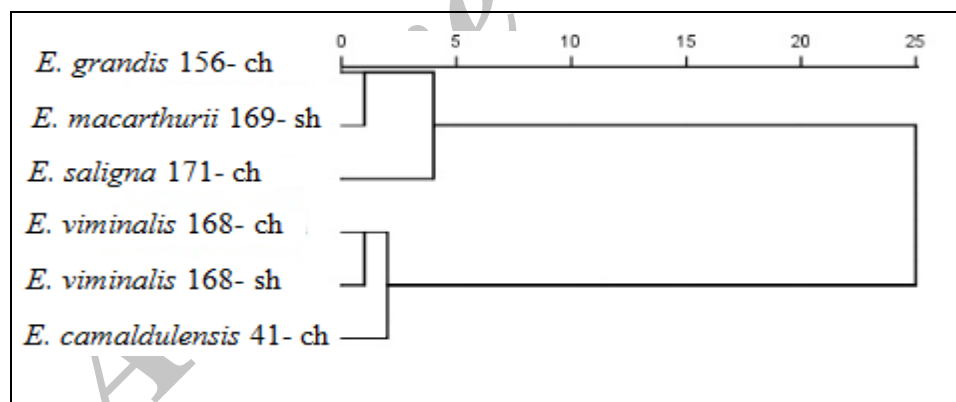 0 5 10 15 20 25
E. grandis 156- ch
E. macarthurii 169- sh
E. saligna 171- ch
E. viminalis 168- ch
E. viminalis 168- sh
E. camaldulensis 41- ch